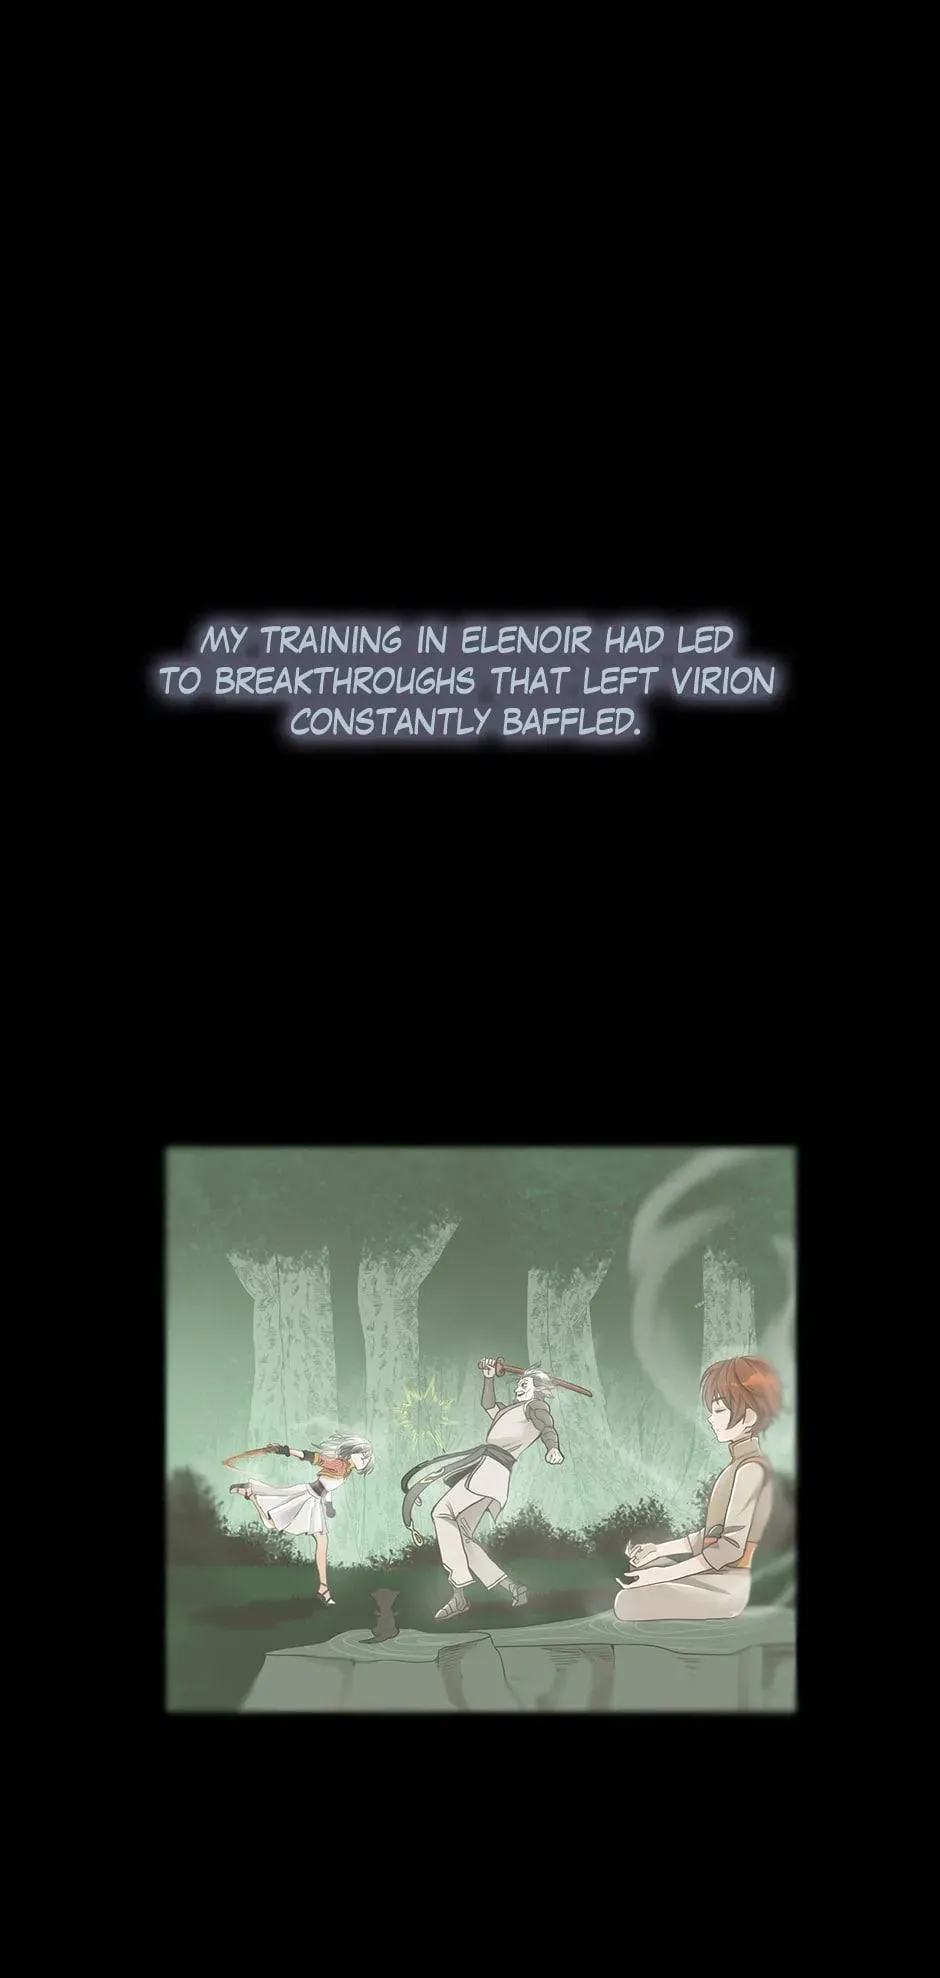 MY TRAINING IN ELENOIR HAD LED
TO BREAKTHROUGHS THAT LEFT VIRION
CONSTANTLY BAFFLED.